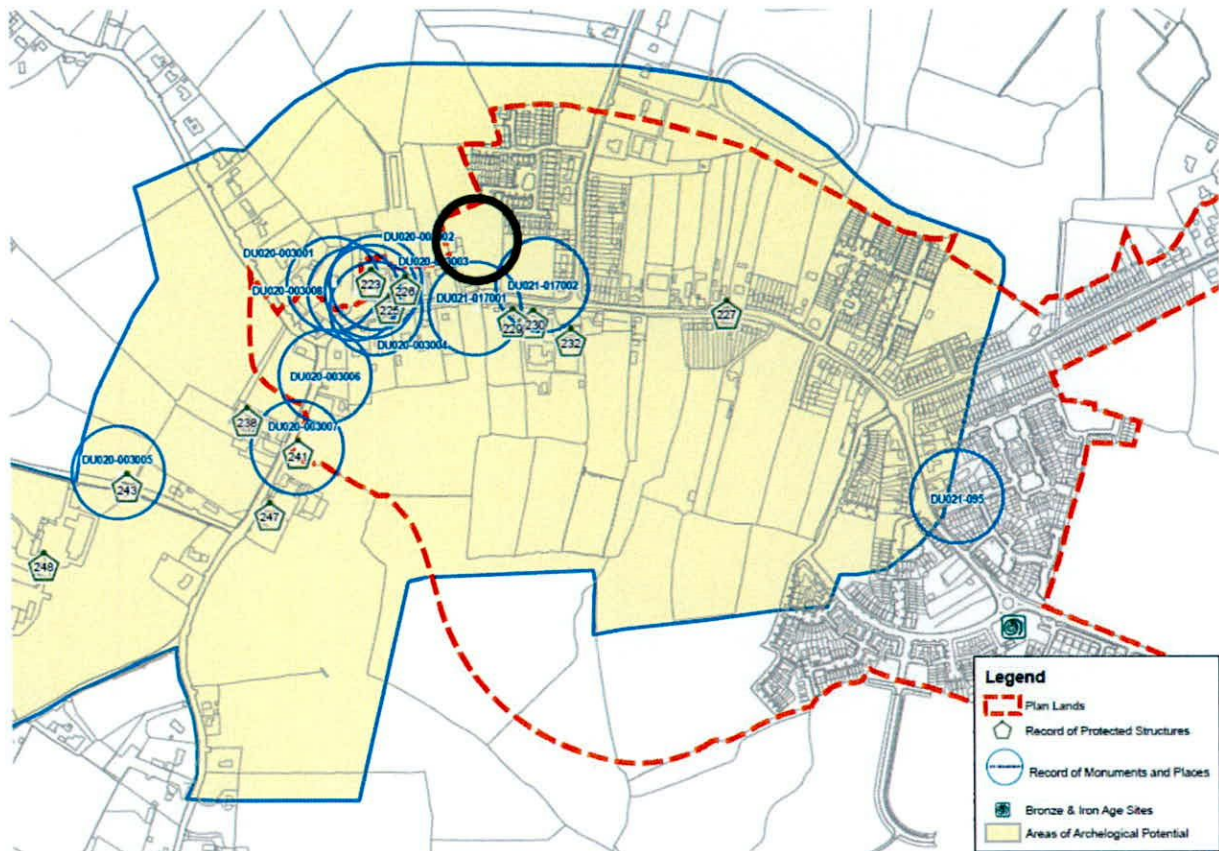 DU020-003002
DU020-003001
DU020-003003
223
DU020-003008
226
DU021-017002
DU021-017001
225
229
230
227
232
DU020-003004
DU020-003006
238
DU020-003007
241
DU020-003005
243
DU021-095
247
248
Legend
Plan Lands
Record of Protected Structures
Record of Monuments and Places
Bronze & Iron Age Sites
Areas of Archelogical Potential